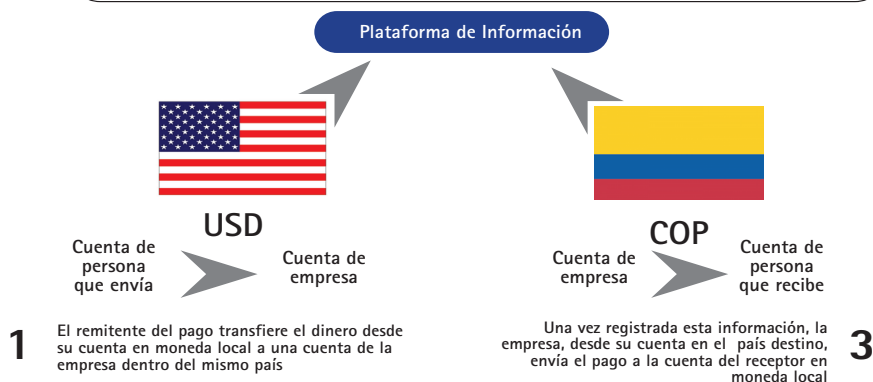 Plataforma de Información
USD
Cuenta de
persona
que envía
Cuenta de
empresa
COP
Cuenta de
empresa
Cuenta de
persona
que recibe
1
El remitente del pago transfiere el dinero desde
su cuenta en moneda local a una cuenta de la
empresa dentro del mismo país
Una vez registrada esta información, la
empresa, desde su cuenta en el país destino,
envía el pago a la cuenta del receptor en
moneda local
3